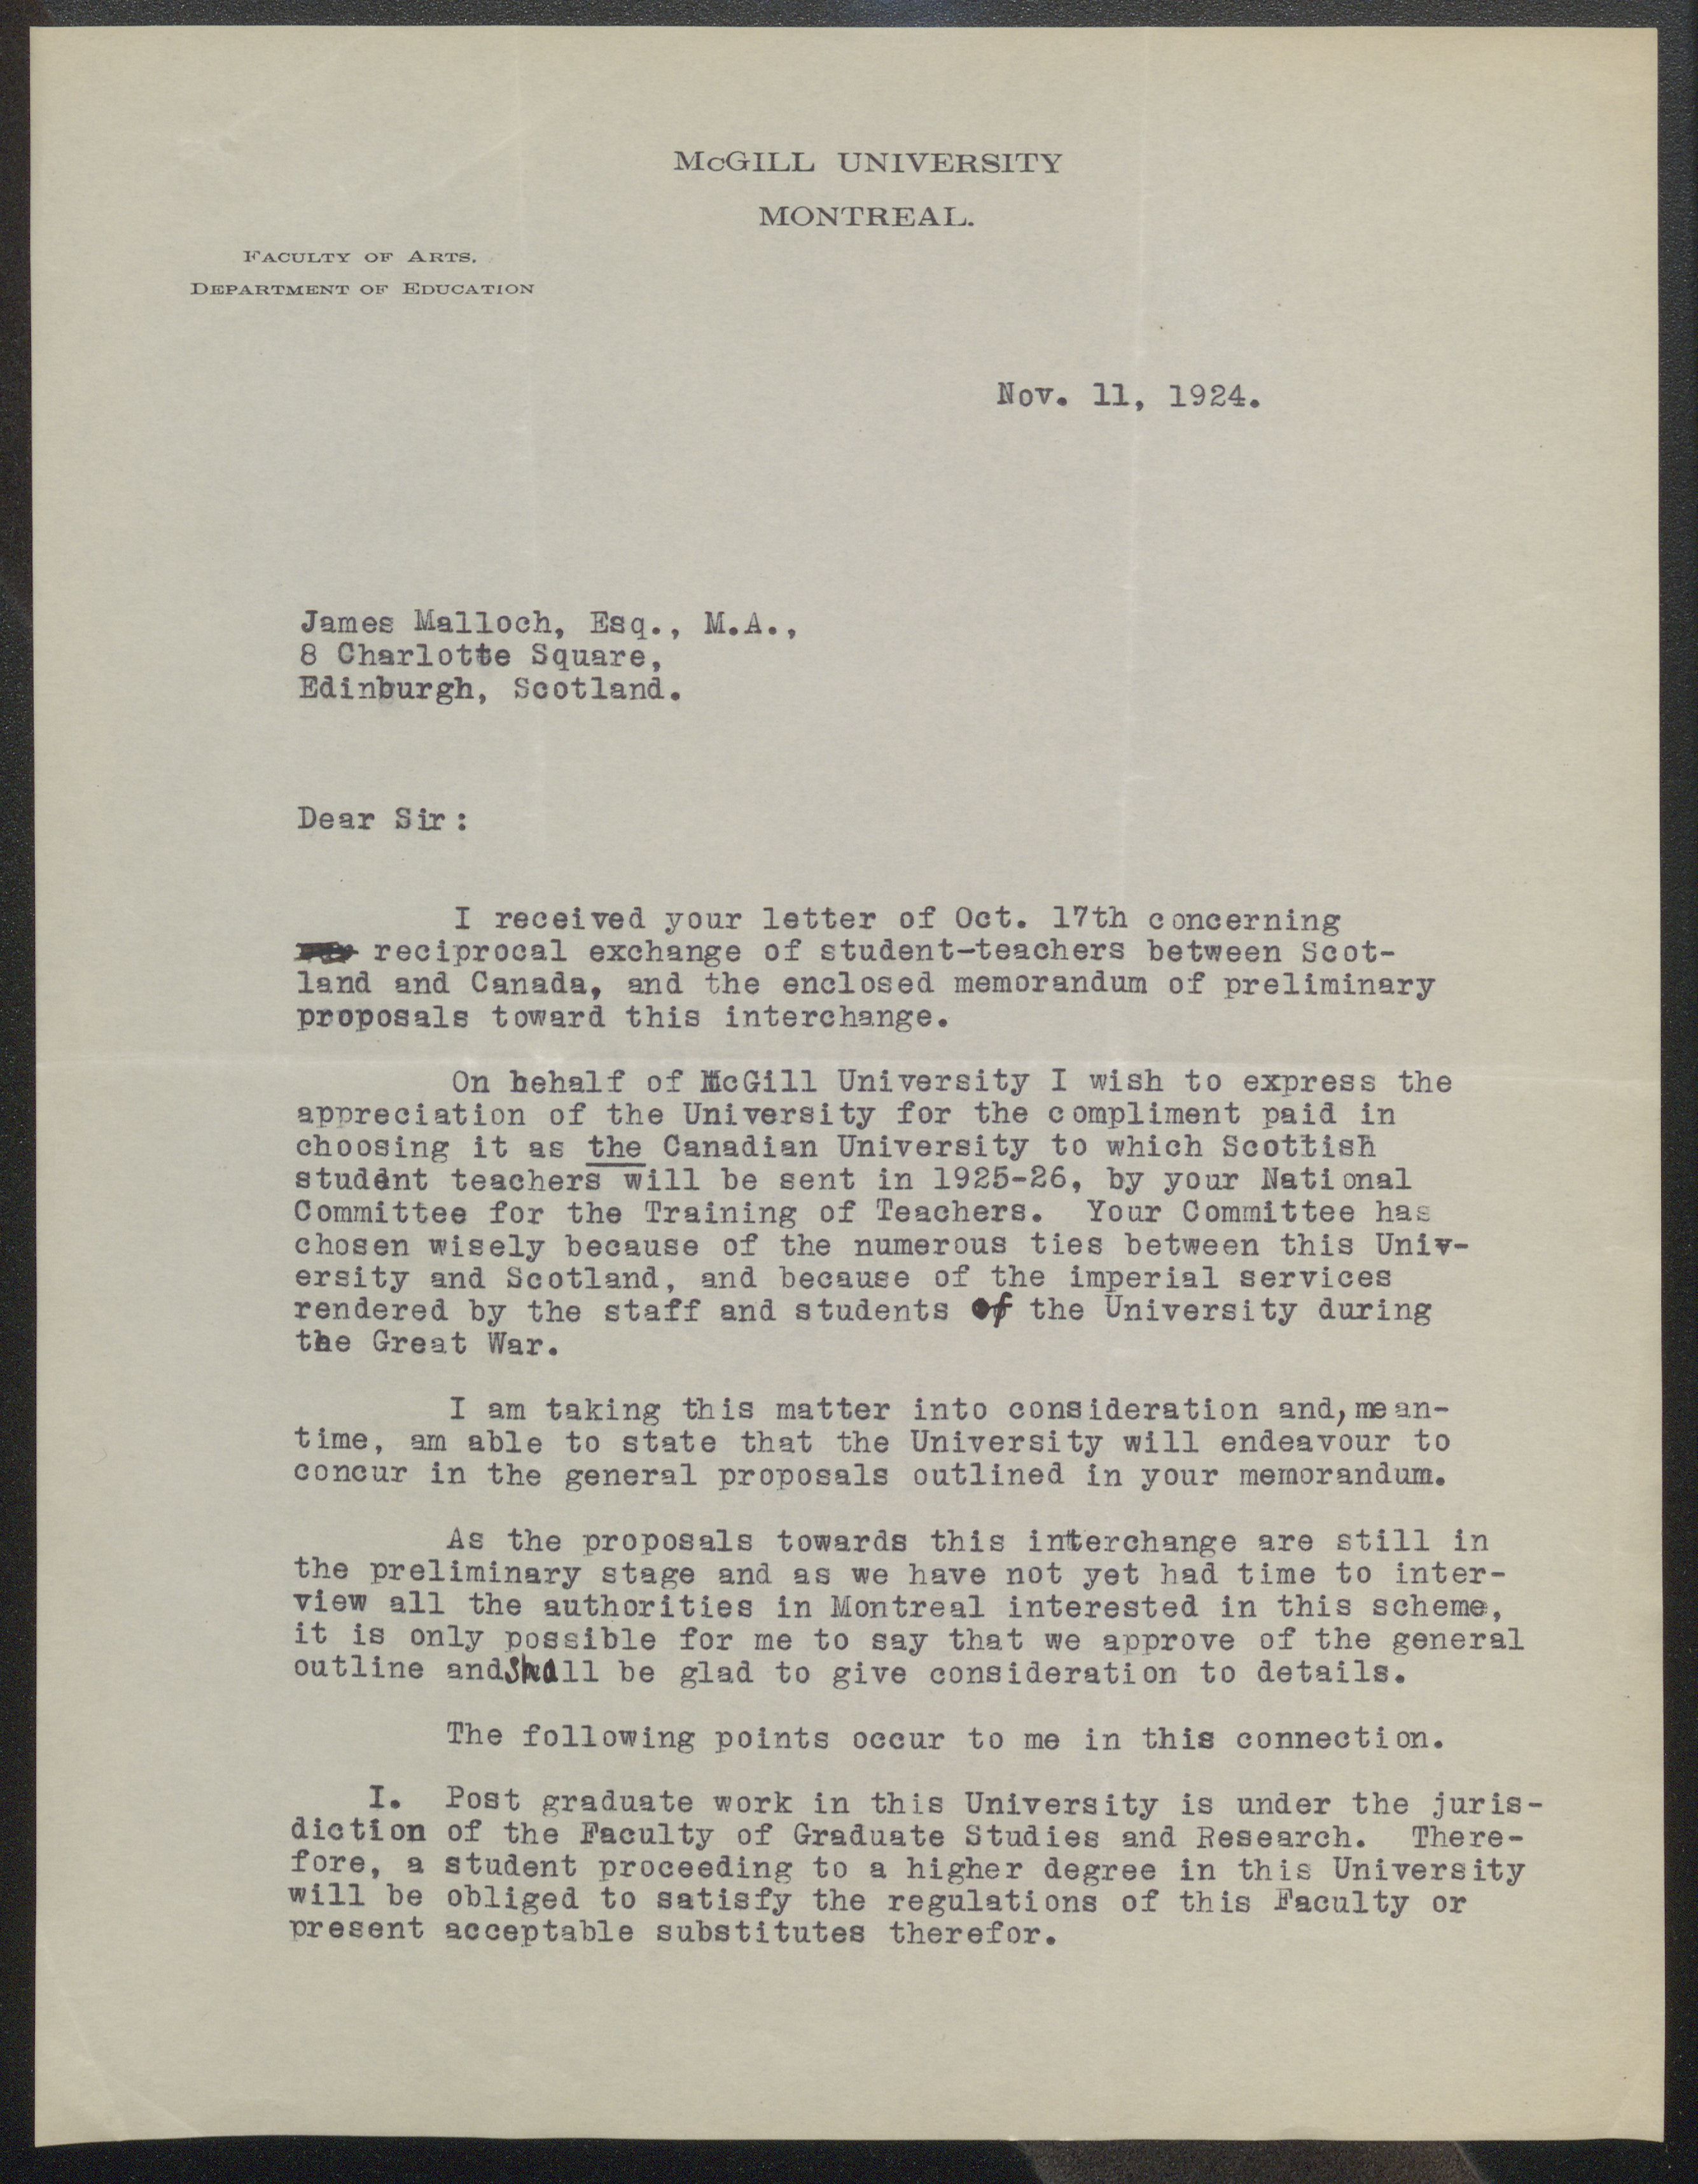 McGILL UNIVERSITY
MONTREAL.
FACULTY OF ARTS.
DEPARTMENT OF EDUCATION
Nov. 11, 1924.
James Malloch, Esq., M.A.,
8 Charlotte Square,
Edinburgh, Scotland.
Dear Sir:
I received your letter of Oct. 17th concerning
reciprocal exchange of student-teachers between Scot-
land and Canada, and the enclosed memorandum of preliminary
proposals toward this interchange.
On behalf of McGill University I wish to express the
appreciation of the University for the compliment paid in
choosing it as the Canadian University to which Scottish
student teachers will be sent in 1925-26, by your National
Committee for the Training of Teachers. Your Committee has
chosen wisely because of the numerous ties between this Univ-
ersity and Scotland, and because of the imperial services
rendered by the staff and students of the University during
the Great War.
I am taking this matter into consideration and, mean-
time, am able to state that the University will endeavour to
concur in the general proposals outlined in your memorandum.
As the proposals towards this interchange are still in
the preliminary stage and as we have not yet had time to inter-
view all the authorities in Montreal interested in this scheme,
it is only possible for me to say that we approve of the general
outline and shall be glad to give consideration to details.
The following points occur to me in this connection.
I. Post graduate work in this University is under the juris-
diction of the Faculty of Graduate Studies and Research. There-
fore, a student proceeding to a higher degree in this University
will be obliged to satisfy the regulations of this Faculty or
present acceptable substitutes therefor.